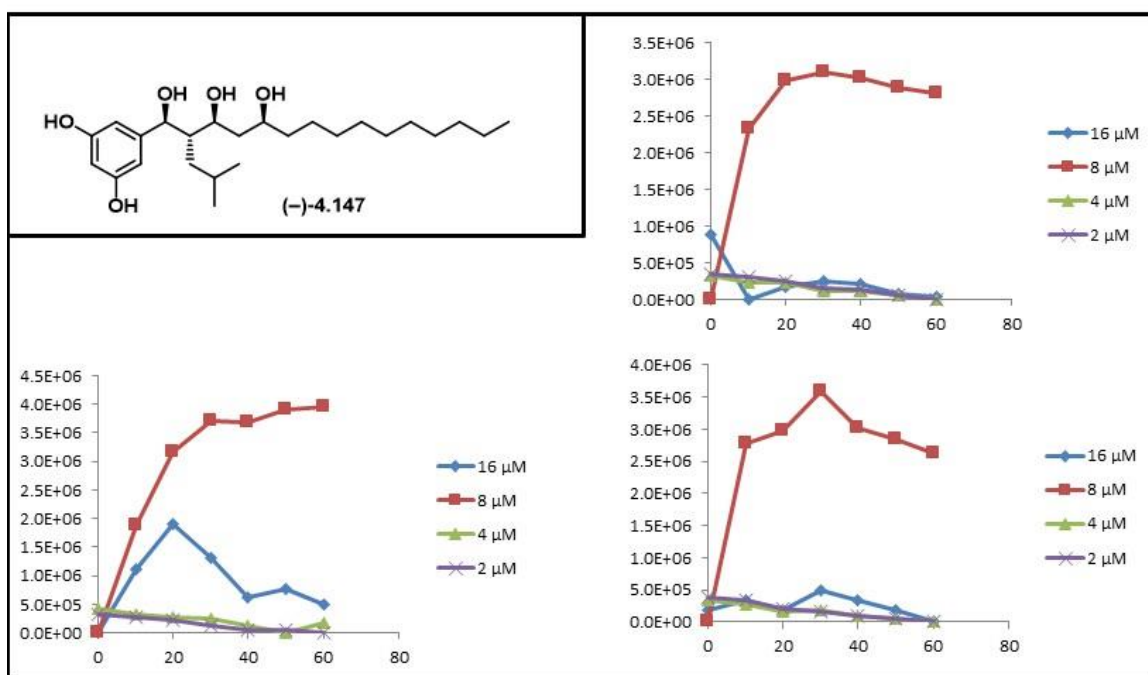 OH OH OH
HO
OH
(–)-4.147
3.5E+06
3.0E+06
2.5E+06
2.0E+06
1.5E+06
1.0E+06
5.0E+05
0.0E+00
0 20 40 60 80
16 µM
8 µM
4 µM
2 µM
4.5E+06
4.0E+06
3.5E+06
3.0E+06
2.5E+06
2.0E+06
1.5E+06
1.0E+06
5.0E+05
0.0E+00
0 20 40 60 80
16 µM
8 µM
4 µM
2 µM
4.0E+06
3.5E+06
3.0E+06
2.5E+06
2.0E+06
1.5E+06
1.0E+06
5.0E+05
0.0E+00
0 20 40 60 80
16 µM
8 µM
4 µM
2 µM